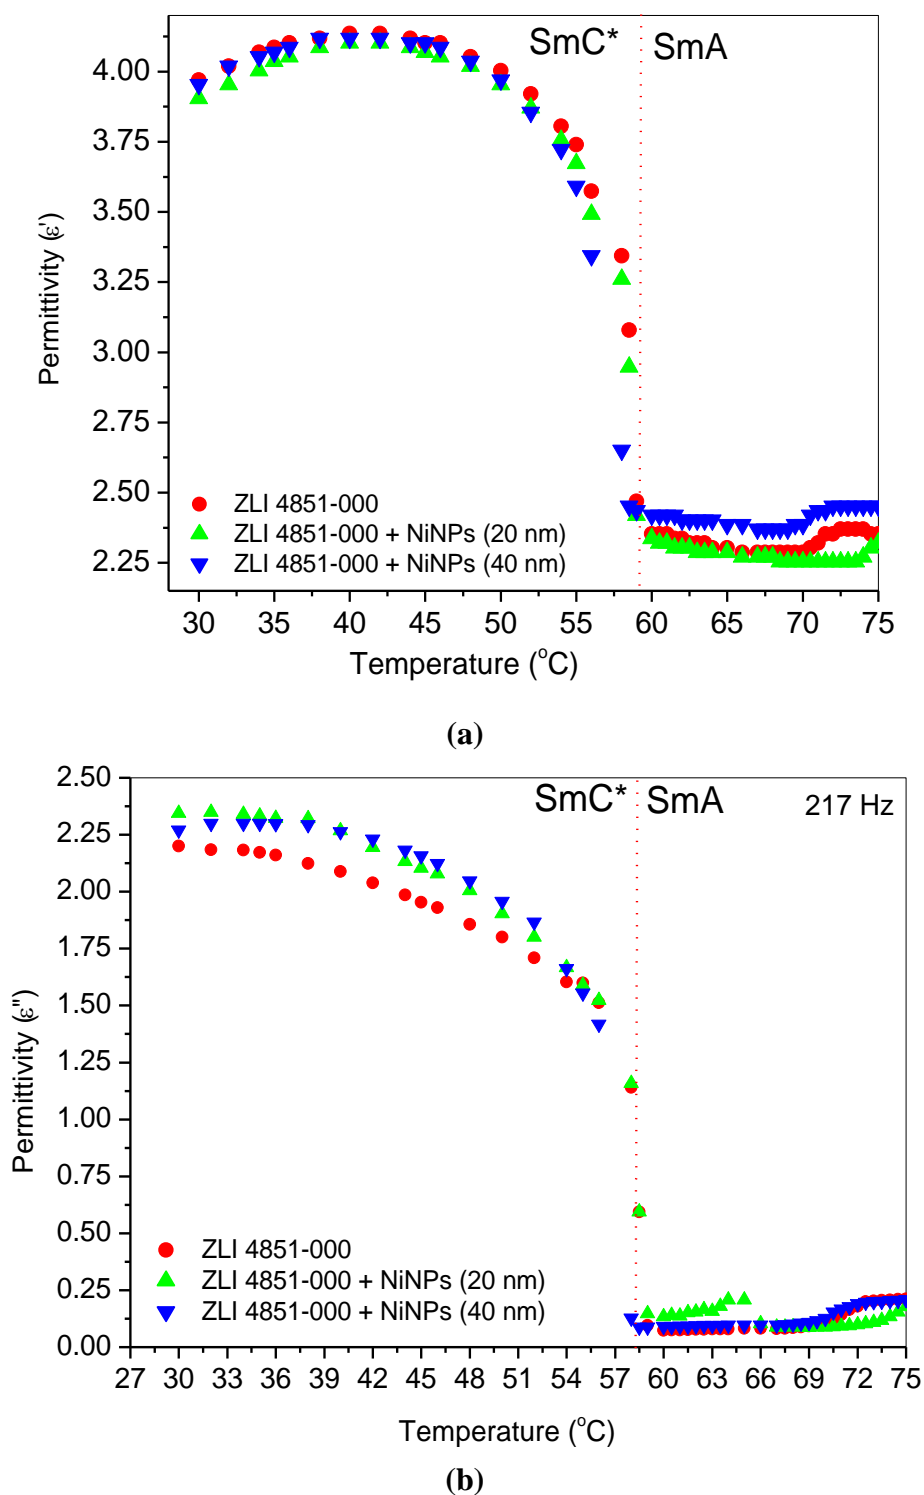 SmC* SmA
4.00
3.75
3.50
3.25
3.00
2.75
2.50
2.25
Permittivity (ε')
ZLI 4851-000
ZLI 4851-000 + NiNPs (20 nm)
ZLI 4851-000 + NiNPs (40 nm)
30 35 40 45 50 55 60 65 70 75
Temperature (°C)
(a)
SmC* SmA
217 Hz
2.50
2.25
2.00
1.75
1.50
1.25
1.00
0.75
0.50
0.25
0.00
Permittivity (ε")
ZLI 4851-000
ZLI 4851-000 + NiNPs (20 nm)
ZLI 4851-000 + NiNPs (40 nm)
27 30 33 36 39 42 45 48 51 54 57 60 63 66 69 72 75
Temperature (°C)
(b)